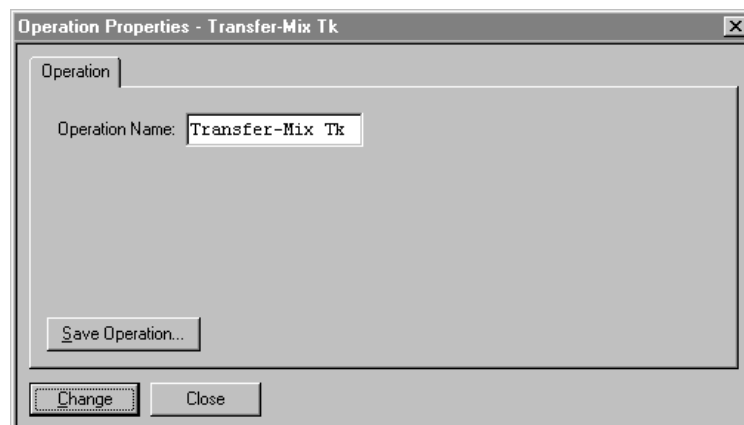 Operation Properties - Transfer-Mix Tk
Operation
Operation Name: Transfer-Mix Tk
Save Operation...
Change Close